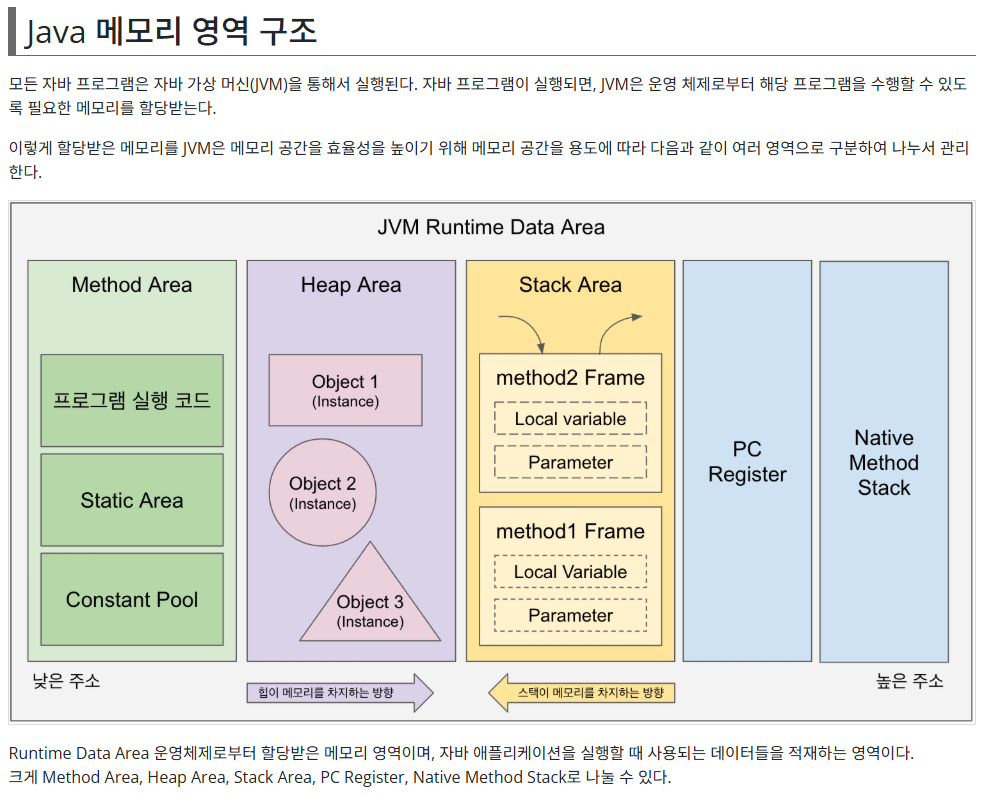 Java 메모리 영역 구조
모든 자바 프로그램은 자바 가상 머신(JVM)을 통해서 실행된다. 자바 프로그램이 실행되면, JVM은 운영 체제로부터 해당 프로그램을 수행할 수 있도
록 필요한 메모리를 할당받는다.
이렇게 할당받은 메모리를 JVM은 메모리 공간을 효율성을 높이기 위해 메모리 공간을 용도에 따라 다음과 같이 여러 영역으로 구분하여 나누서 관리
한다.
JVM Runtime Data Area
Method Area
프로그램 실행 코드
Static Area
Constant Pool
Heap Area
Object 1
(Instance)
Object 2
(Instance)
Object 3
(Instance)
Stack Area
method2 Frame
Local variable
Parameter
method1 Frame
Local Variable
Parameter
PC
Register
Native
Method
Stack
낮은 주소
힙이 메모리를 차지하는 방향
스택이 메모리를 차지하는 방향
높은 주소
Runtime Data Area 운영체제로부터 할당받은 메모리 영역이며, 자바 애플리케이션을 실행할 때 사용되는 데이터들을 적재하는 영역이다.
크게 Method Area, Heap Area, Stack Area, PC Register, Native Method Stack로 나눌 수 있다.